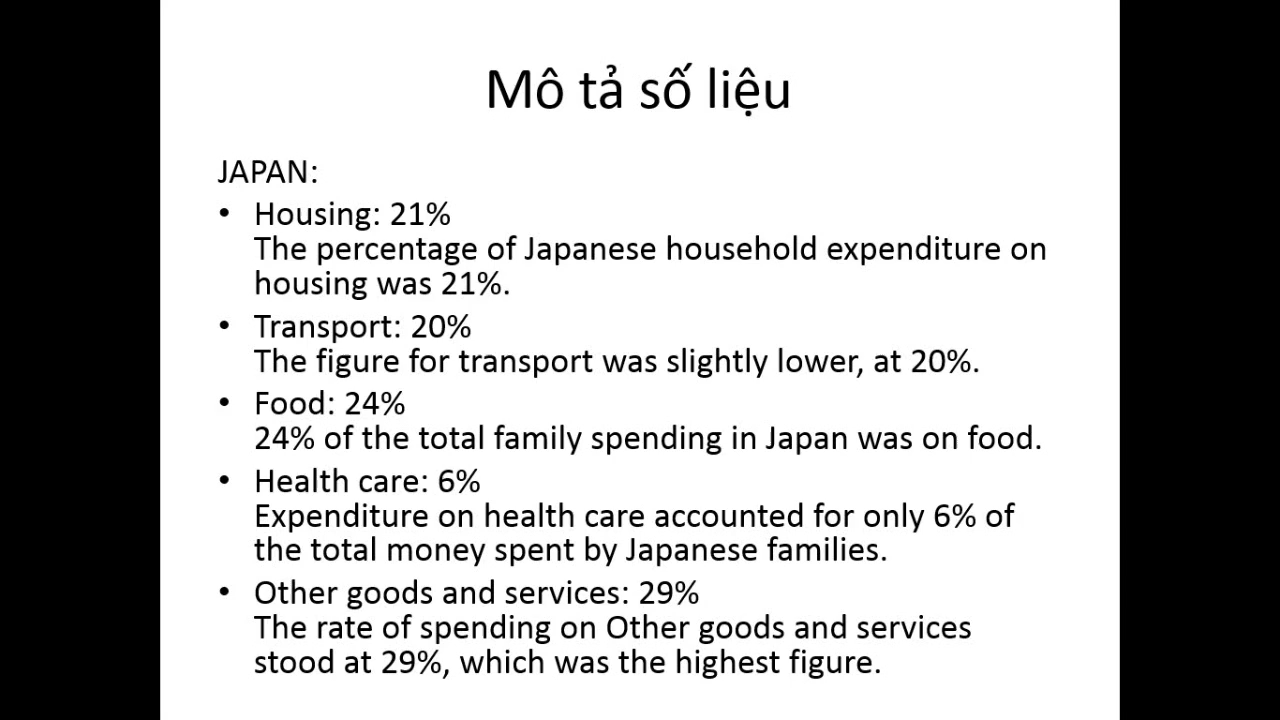 Mô tả số liệu
JAPAN:
• Housing: 21%
The percentage of Japanese household expenditure on
housing was 21%.
• Transport: 20%
The figure for transport was slightly lower, at 20%.
• Food: 24%
24% of the total family spending in Japan was on food.
• Health care: 6%
Expenditure on health care accounted for only 6% of
the total money spent by Japanese families.
• Other goods and services: 29%
The rate of spending on Other goods and services
stood at 29%, which was the highest figure.